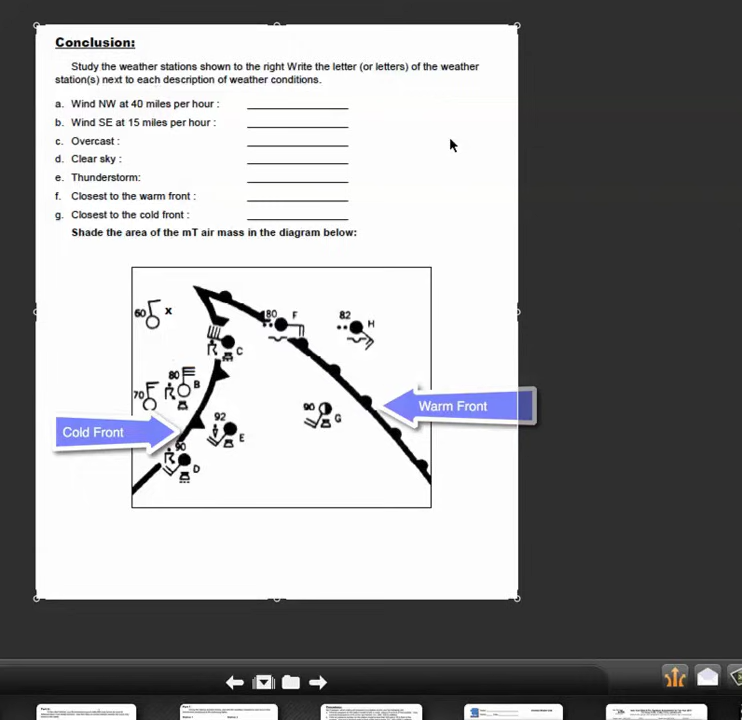 Conclusion:
Study the weather stations shown to the right Write the letter (or letters) of the weather
station(s) next to each description of weather conditions.
a. Wind NW at 40 miles per hour :
b. Wind SE at 15 miles per hour :
c. Overcast :
d. Clear sky :
e. Thunderstorm:
f. Closest to the warm front :
g. Closest to the cold front :
Shade the area of the mT air mass in the diagram below:
60 x
80 F
82 H
C
80 B
70
90 G
92 E
90 D
Cold Front
Warm Front